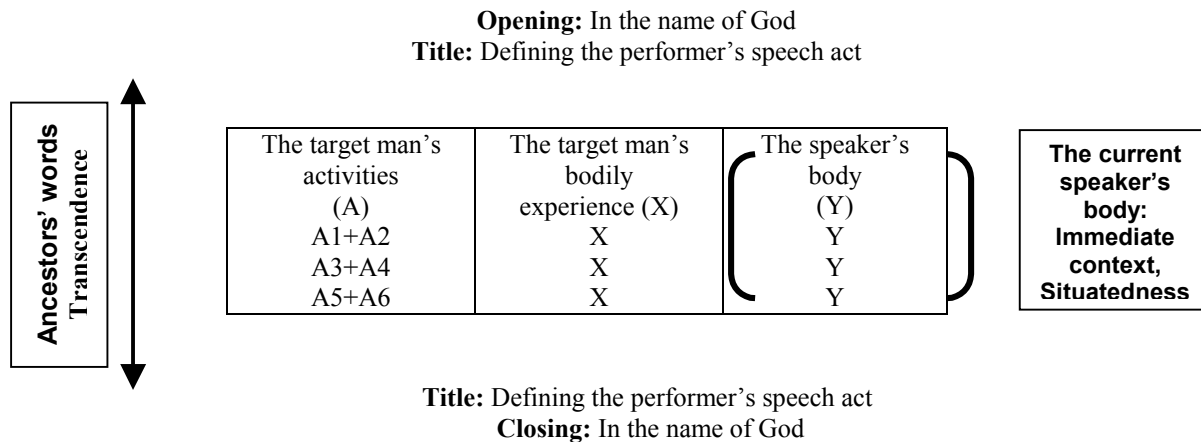 Opening: In the name of God
Title: Defining the performer’s speech act
Ancestors’ words
Transcendence
The target man’s
activities
(A)
A1+A2
A3+A4
A5+A6
The target man’s
bodily
experience (X)
X
X
X
The speaker’s
body
(Y)
Y
Y
Y
The current
speaker’s
body:
Immediate
context,
Situatedness
Title: Defining the performer’s speech act
Closing: In the name of God